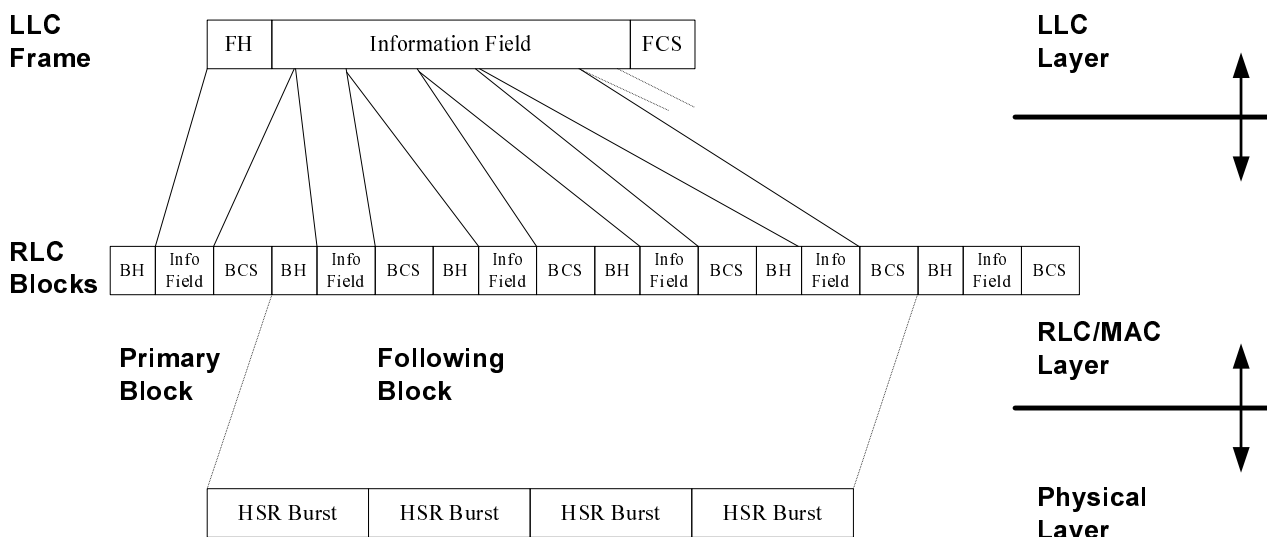 LLC
Frame
FH Information Field FCS
LLC
Layer
RLC
Blocks
BH Info Field BCS BH Info Field BCS BH Info Field BCS BH Info Field BCS BH Info Field BCS BH Info Field BCS
Primary
Block
Following
Block
RLC/MAC
Layer
HSR Burst HSR Burst HSR Burst HSR Burst
Physical
Layer